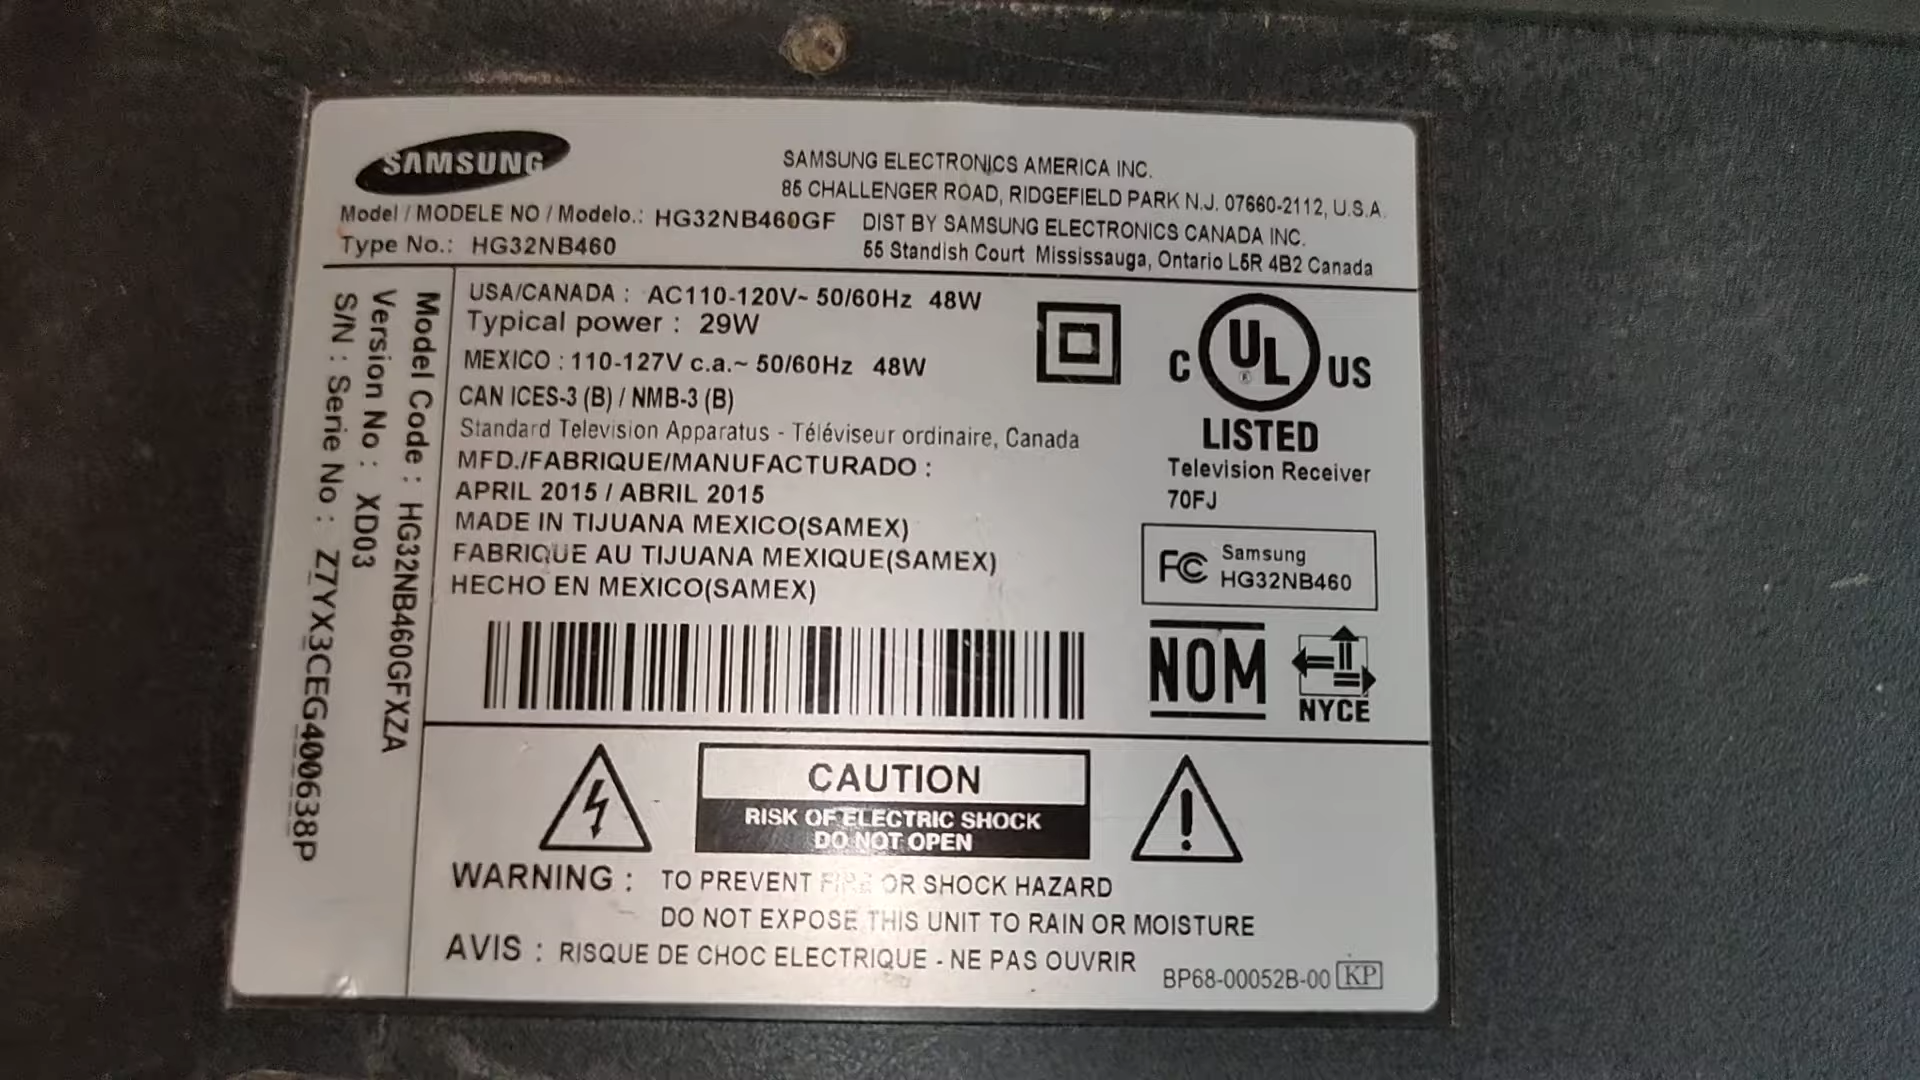 SAMSUNG
SAMSUNG ELECTRONICS AMERICA INC.
85 CHALLENGER ROAD, RIDGEFIELD PARK N.J. 07660-2112, U.S.A.
Model / MODELE NO / Modelo.: HG32NB460GF
DIST BY SAMSUNG ELECTRONICS CANADA INC.
Type No.: HG32NB460
55 Standish Court Mississauga, Ontario L5R 4B2 Canada
Model Code : HG32NB460GFXZA
Version No : XD03
S/N : Serie No : Z7YX3CEG400638P
USA/CANADA : AC110-120V~ 50/60Hz 48W
Typical power : 29W
MEXICO : 110-127V c.a.~ 50/60Hz 48W
CAN ICES-3 (B) / NMB-3 (B)
Standard Television Apparatus - Téléviseur ordinaire, Canada
MFD./FABRIQUE/MANUFACTURADO :
APRIL 2015 / ABRIL 2015
MADE IN TIJUANA MEXICO(SAMEX)
FABRIQUE AU TIJUANA MEXIQUE(SAMEX)
HECHO EN MEXICO(SAMEX)
C UL® US
LISTED
Television Receiver
70FJ
FC Samsung
HG32NB460
NOM
NYCE
CAUTION
RISK OF ELECTRIC SHOCK
DO NOT OPEN
WARNING : TO PREVENT FIRE OR SHOCK HAZARD
DO NOT EXPOSE THIS UNIT TO RAIN OR MOISTURE
AVIS : RISQUE DE CHOC ELECTRIQUE - NE PAS OUVRIR
BP68-00052B-00 KP